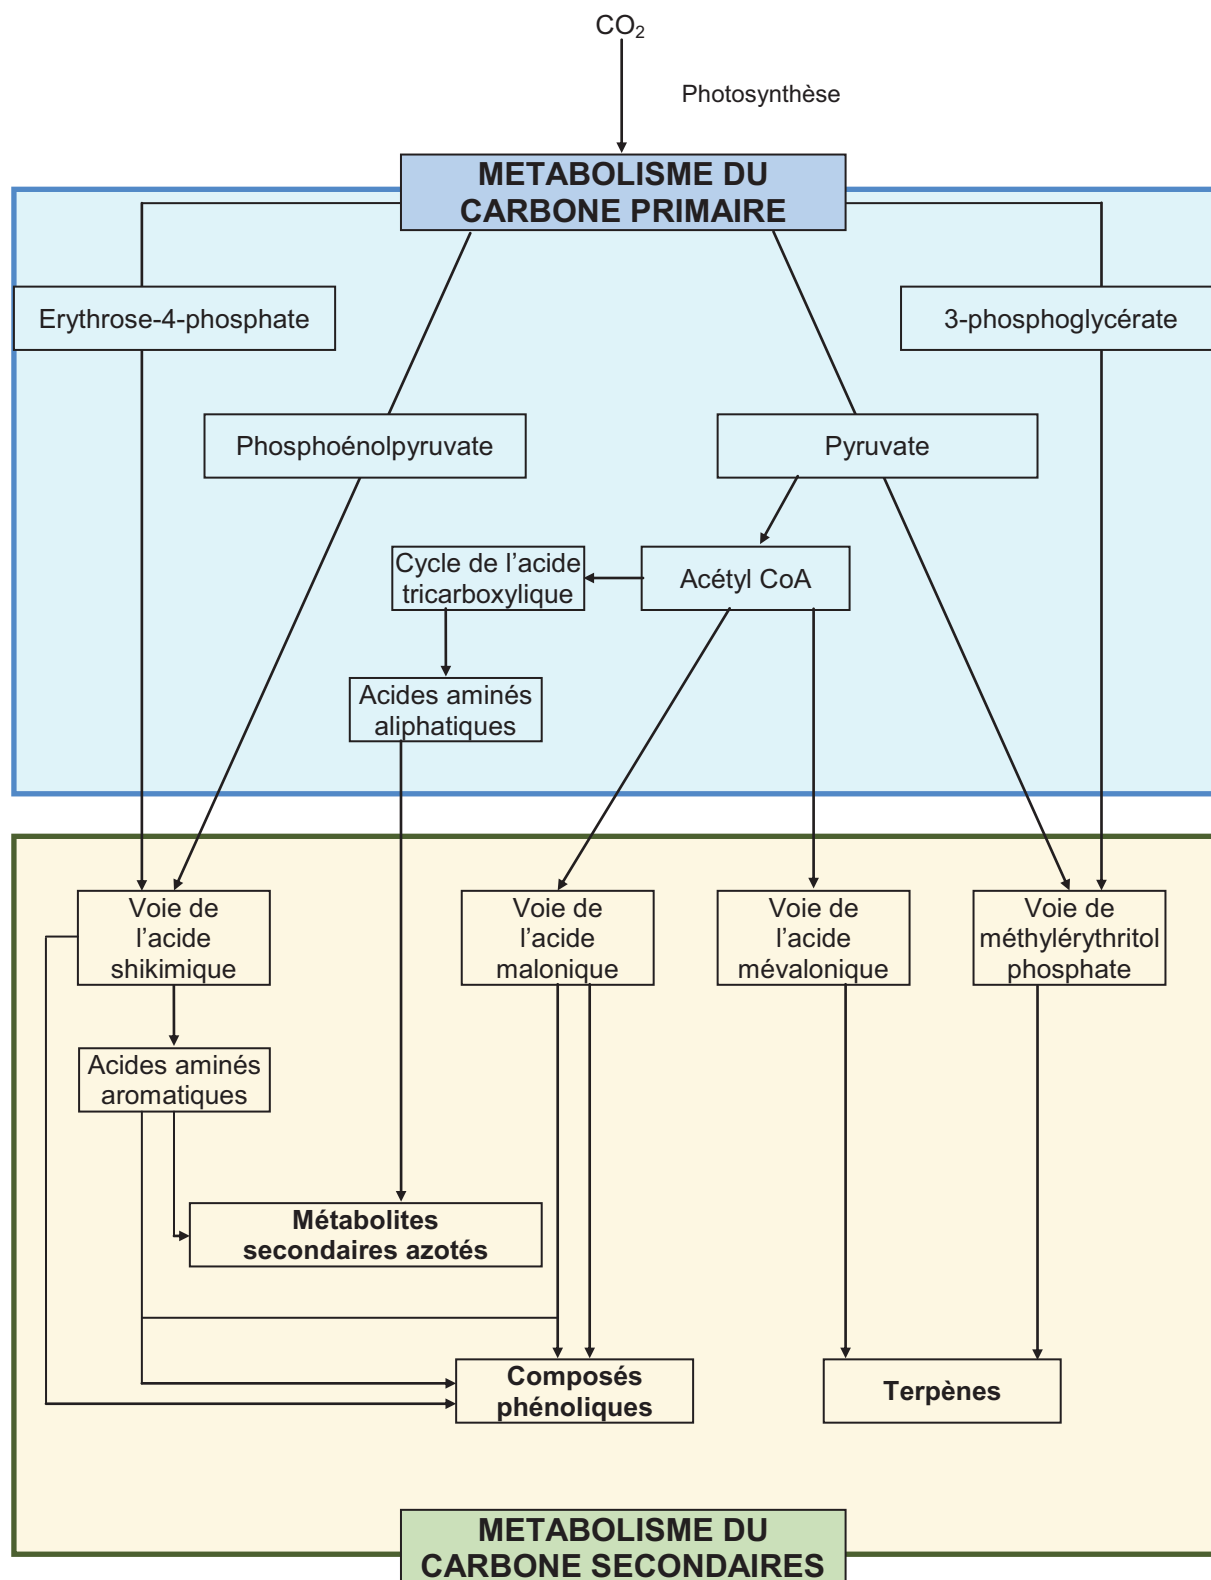 CO₂
Photosynthèse
METABOLISME DU
CARBONE PRIMAIRE
Erythrose-4-phosphate
3-phosphoglycérate
Phosphoénolpyruvate
Pyruvate
Cycle de l’acide
tricarboxylique
Acétyl CoA
Acides aminés
aliphatiques
Voie de
l’acide
shikimique
Voie de
l’acide
malonique
Voie de
l’acide
mévalonique
Voie de
méthylérythritol
phosphate
Acides aminés
aromatiques
Métabolites
secondaires azotés
Composés
phénoliques
Terpènes
METABOLISME DU
CARBONE SECONDAIRES